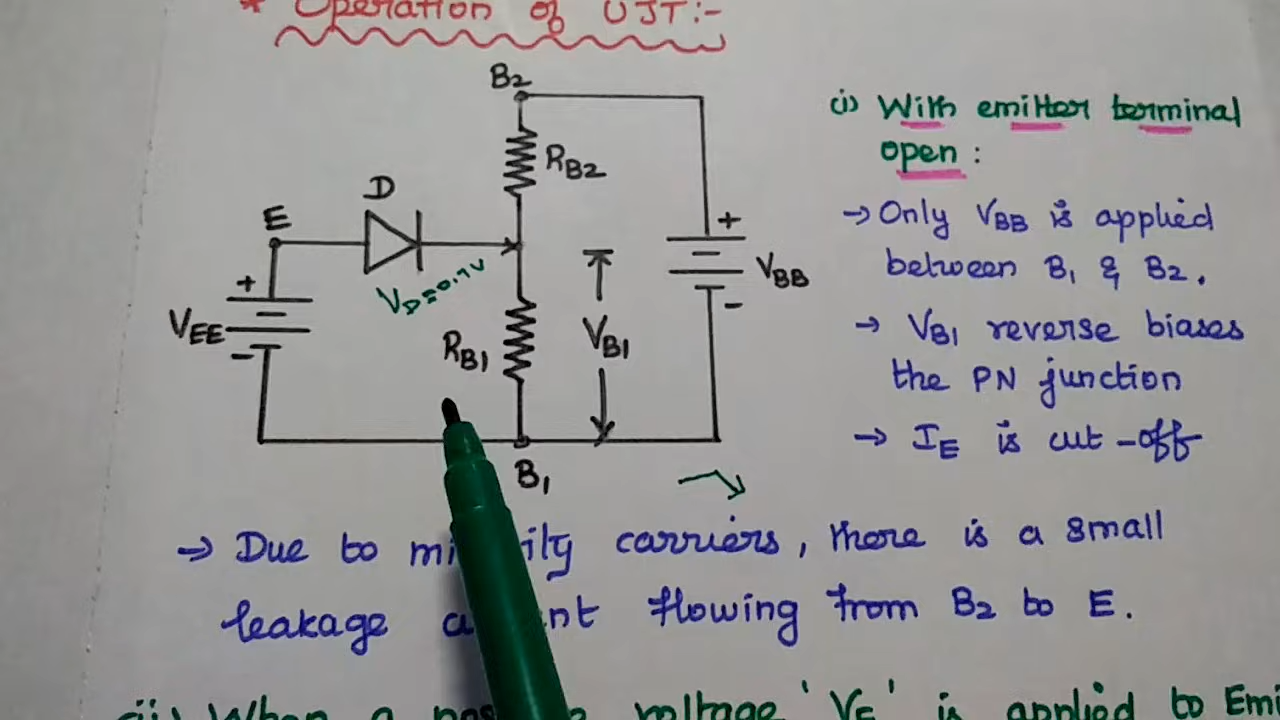 * Operation of UJT:-
B2
RB2
D
E
+
VD=0.7V
VEE
-
RB1
VB1
+
VBB
-
B1
(i) With emitter terminal
open :
→ Only VBB is applied
between B1 & B2.
→ VB1 reverse biases
the PN junction
→ IE is cut-off
→ Due to carriers, there is a small
leakage flowing from B2 to E.
(ii) When a voltage 'VE' is applied to